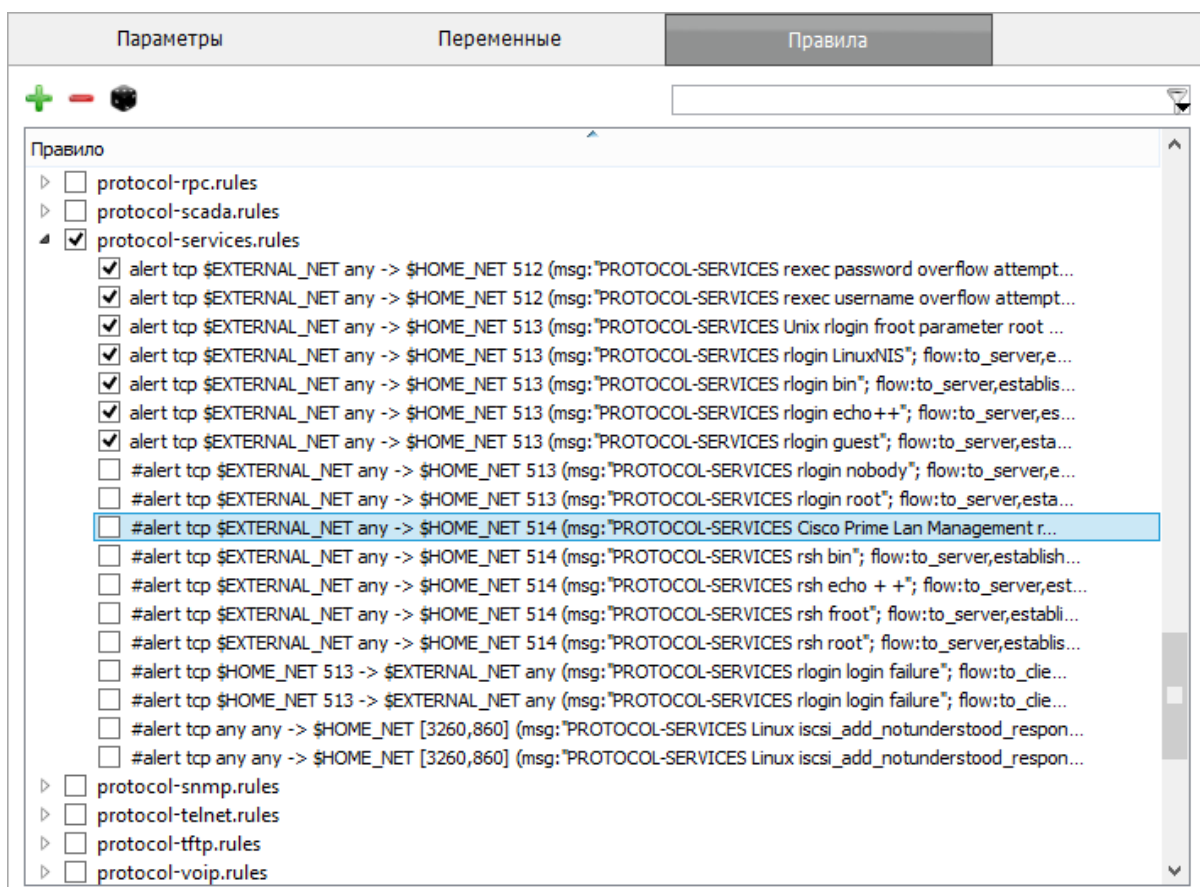 Параметры Переменные Правила
Правило
protocol-rpc.rules
protocol-scada.rules
protocol-services.rules
alert tcp $EXTERNAL_NET any -> $HOME_NET 512 (msg:"PROTOCOL-SERVICES rexec password overflow attempt...
alert tcp $EXTERNAL_NET any -> $HOME_NET 512 (msg:"PROTOCOL-SERVICES rexec username overflow attempt...
alert tcp $EXTERNAL_NET any -> $HOME_NET 513 (msg:"PROTOCOL-SERVICES Unix rlogin froot parameter root ...
alert tcp $EXTERNAL_NET any -> $HOME_NET 513 (msg:"PROTOCOL-SERVICES rlogin LinuxNIS"; flow:to_server,e...
alert tcp $EXTERNAL_NET any -> $HOME_NET 513 (msg:"PROTOCOL-SERVICES rlogin bin"; flow:to_server,establis...
alert tcp $EXTERNAL_NET any -> $HOME_NET 513 (msg:"PROTOCOL-SERVICES rlogin echo++"; flow:to_server,es...
alert tcp $EXTERNAL_NET any -> $HOME_NET 513 (msg:"PROTOCOL-SERVICES rlogin guest"; flow:to_server,esta...
#alert tcp $EXTERNAL_NET any -> $HOME_NET 513 (msg:"PROTOCOL-SERVICES rlogin nobody"; flow:to_server,e...
#alert tcp $EXTERNAL_NET any -> $HOME_NET 513 (msg:"PROTOCOL-SERVICES rlogin root"; flow:to_server,esta...
#alert tcp $EXTERNAL_NET any -> $HOME_NET 514 (msg:"PROTOCOL-SERVICES Cisco Prime Lan Management r...
#alert tcp $EXTERNAL_NET any -> $HOME_NET 514 (msg:"PROTOCOL-SERVICES rsh bin"; flow:to_server,establish...
#alert tcp $EXTERNAL_NET any -> $HOME_NET 514 (msg:"PROTOCOL-SERVICES rsh echo + +"; flow:to_server,est...
#alert tcp $EXTERNAL_NET any -> $HOME_NET 514 (msg:"PROTOCOL-SERVICES rsh froot"; flow:to_server,establi...
#alert tcp $EXTERNAL_NET any -> $HOME_NET 514 (msg:"PROTOCOL-SERVICES rsh root"; flow:to_server,establis...
#alert tcp $HOME_NET 513 -> $EXTERNAL_NET any (msg:"PROTOCOL-SERVICES rlogin login failure"; flow:to_clie...
#alert tcp $HOME_NET 513 -> $EXTERNAL_NET any (msg:"PROTOCOL-SERVICES rlogin login failure"; flow:to_clie...
#alert tcp any any -> $HOME_NET [3260,860] (msg:"PROTOCOL-SERVICES Linux iscsi_add_notunderstood_respon...
#alert tcp any any -> $HOME_NET [3260,860] (msg:"PROTOCOL-SERVICES Linux iscsi_add_notunderstood_respon...
protocol-snmp.rules
protocol-telnet.rules
protocol-tftp.rules
protocol-voip.rules